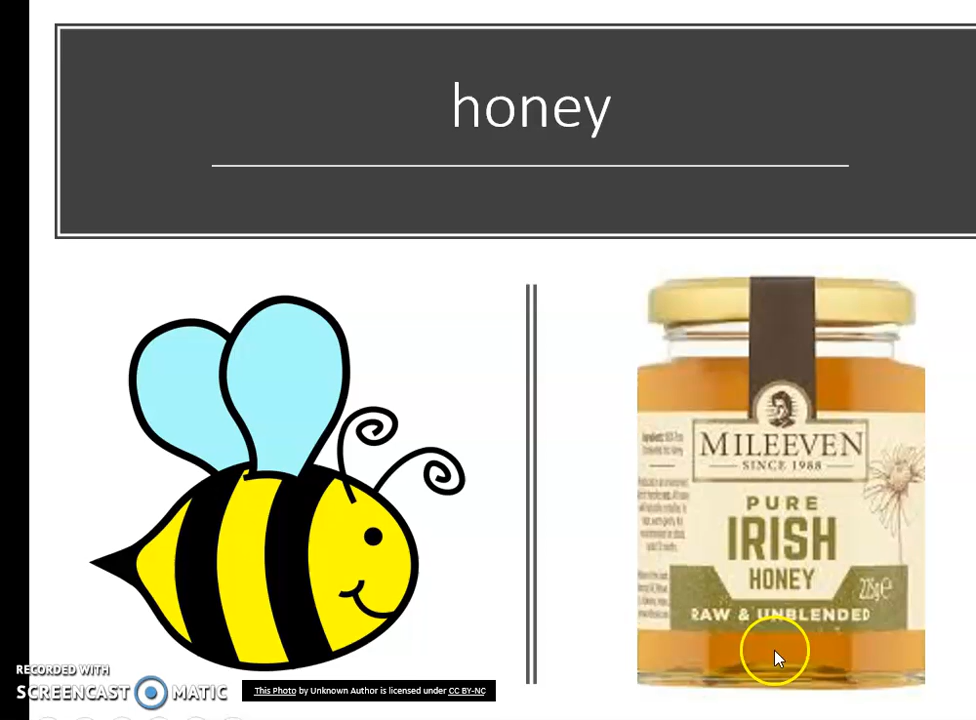 honey
MILEEVEN
SINCE 1988
PURE
IRISH
HONEY
225g℮
RAW & UNBLENDED
RECORDED WITH
SCREENCAST MATIC
This Photo by Unknown Author is licensed under CC BY-NC